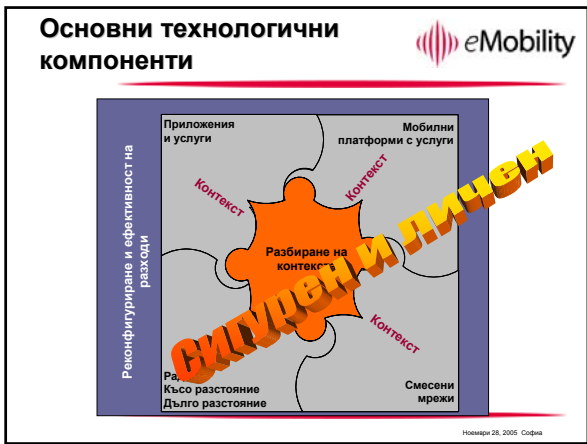 Основни технологични
компоненти
eMobility
Приложения
и услуги
Мобилни
платформи с услуги
Контекст
Контекст
Реконфигуриране и ефективност на
разходи
Разбиране на
контекста
Сигурен и личен
Контекст
Късо разстояние
Дълго разстояние
Смесени
мрежи
Ноември 28, 2005 София